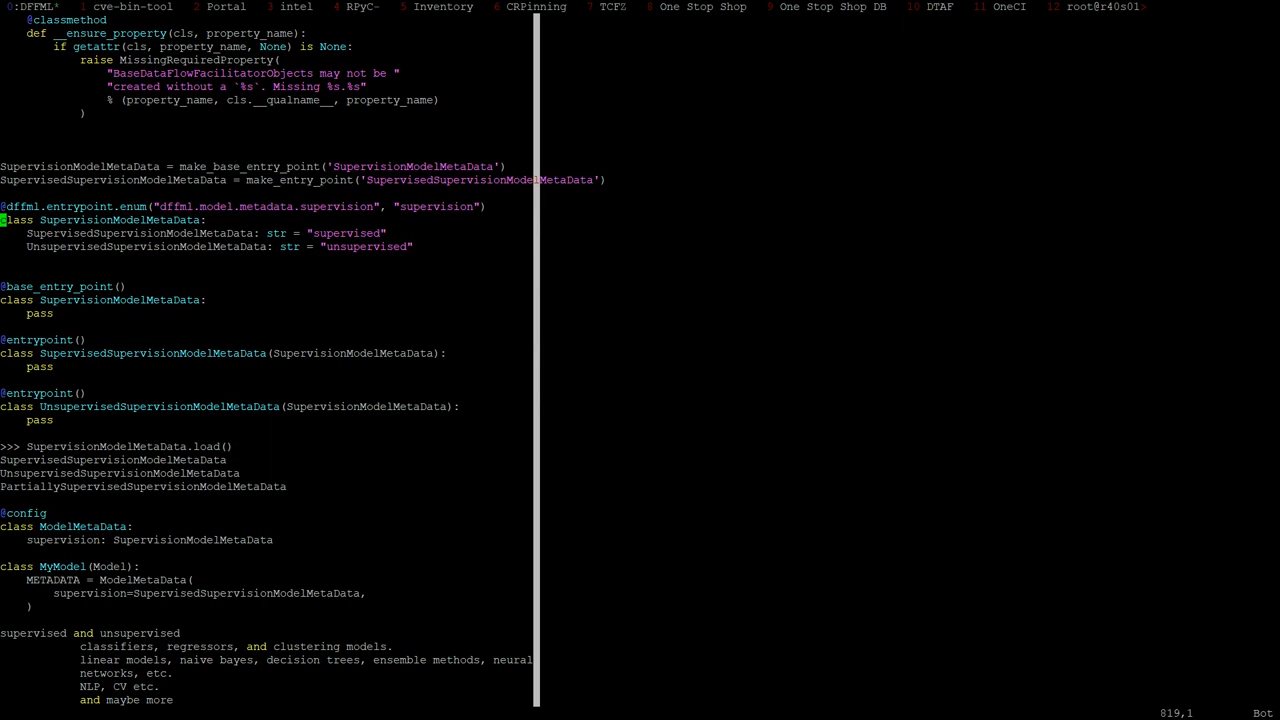 0:DFFML* 1 cve-bin-tool 2 Portal 3 intel 4 RPyC- 5 Inventory 6 CRPinning 7 TCFZ 8 One Stop Shop 9 One Stop Shop DB 10 DTAF 11 OneCI 12 root@r40s01>
@classmethod
def __ensure_property(cls, property_name):
if getattr(cls, property_name, None) is None:
raise MissingRequiredProperty(
"BaseDataFlowFacilitatorObjects may not be "
"created without a `%s`. Missing %s.%s"
% (property_name, cls.__qualname__, property_name)
)
SupervisionModelMetaData = make_base_entry_point('SupervisionModelMetaData')
SupervisedSupervisionModelMetaData = make_entry_point('SupervisedSupervisionModelMetaData')
@dffml.entrypoint.enum("dffml.model.metadata.supervision", "supervision")
class SupervisionModelMetaData:
SupervisedSupervisionModelMetaData: str = "supervised"
UnsupervisedSupervisionModelMetaData: str = "unsupervised"
@base_entry_point()
class SupervisionModelMetaData:
pass
@entrypoint()
class SupervisedSupervisionModelMetaData(SupervisionModelMetaData):
pass
@entrypoint()
class UnsupervisedSupervisionModelMetaData(SupervisionModelMetaData):
pass
>>> SupervisionModelMetaData.load()
SupervisedSupervisionModelMetaData
UnsupervisedSupervisionModelMetaData
PartiallySupervisedSupervisionModelMetaData
@config
class ModelMetaData:
supervision: SupervisionModelMetaData
class MyModel(Model):
METADATA = ModelMetaData(
supervision=SupervisedSupervisionModelMetaData,
)
supervised and unsupervised
classifiers, regressors, and clustering models.
linear models, naive bayes, decision trees, ensemble methods, neural
networks, etc.
NLP, CV etc.
and maybe more
819,1 Bot